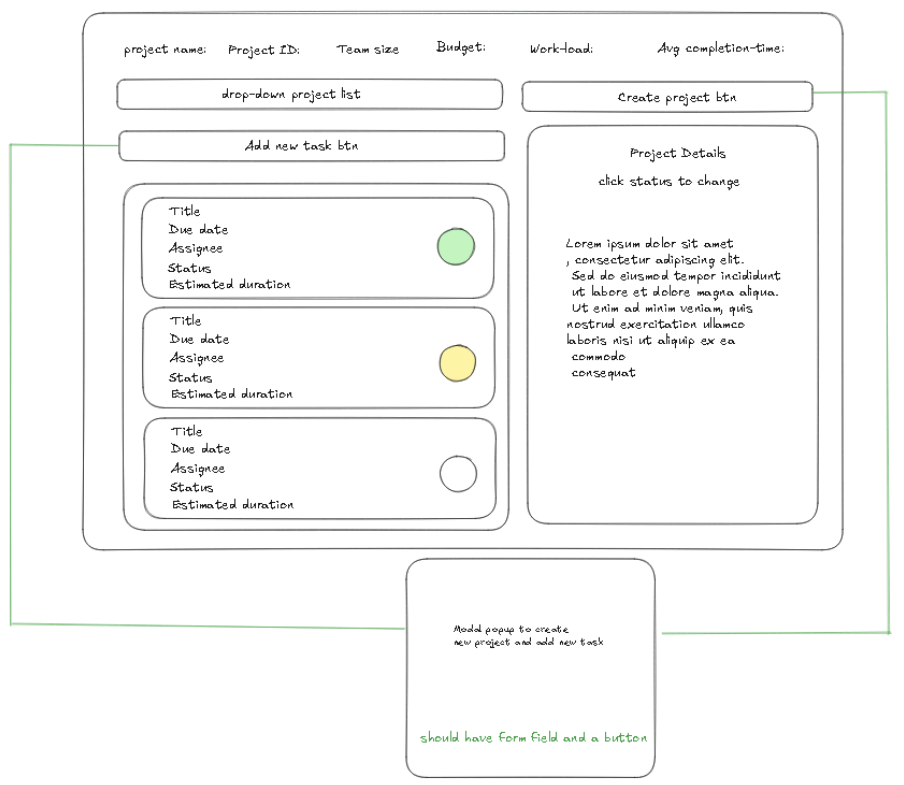 project name:
Project ID:
Team size
Budget:
Work-load:
Avg completion-time:
drop-down project list
Create project btn
Add new task btn
Title
Due date
Assignee
Status
Estimated duration
Title
Due date
Assignee
Status
Estimated duration
Title
Due date
Assignee
Status
Estimated duration
Project Details
click status to change
Lorem ipsum dolor sit amet
, consectetur adipiscing elit.
Sed do eiusmod tempor incididunt
ut labore et dolore magna aliqua.
Ut enim ad minim veniam, quis
nostrud exercitation ullamco
laboris nisi ut aliquip ex ea
commodo
consequat
Modal popup to create
new project and add new task
should have form field and a button